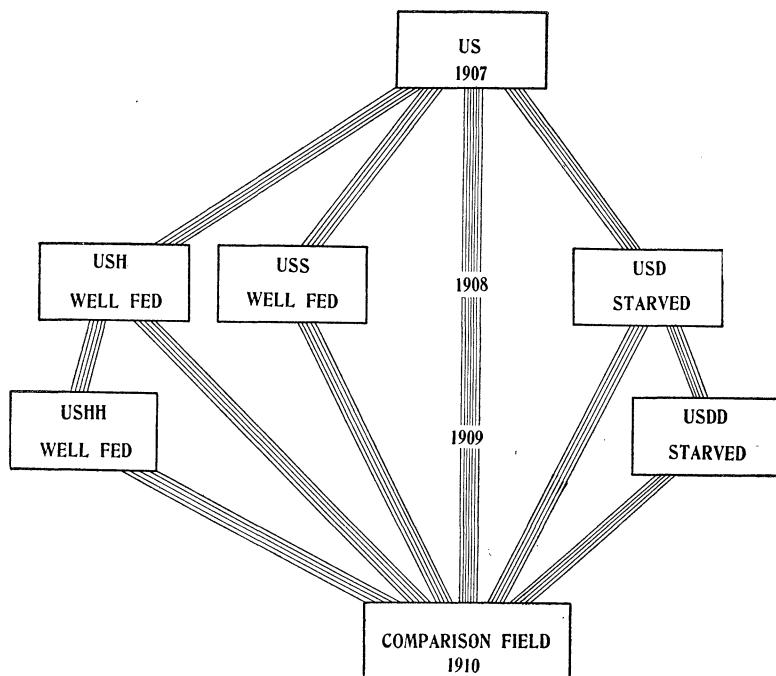 US
1907
USH
WELL FED
USS
WELL FED
1908
USD
STARVED
USHH
WELL FED
1909
USDD
STARVED
COMPARISON FIELD
1910